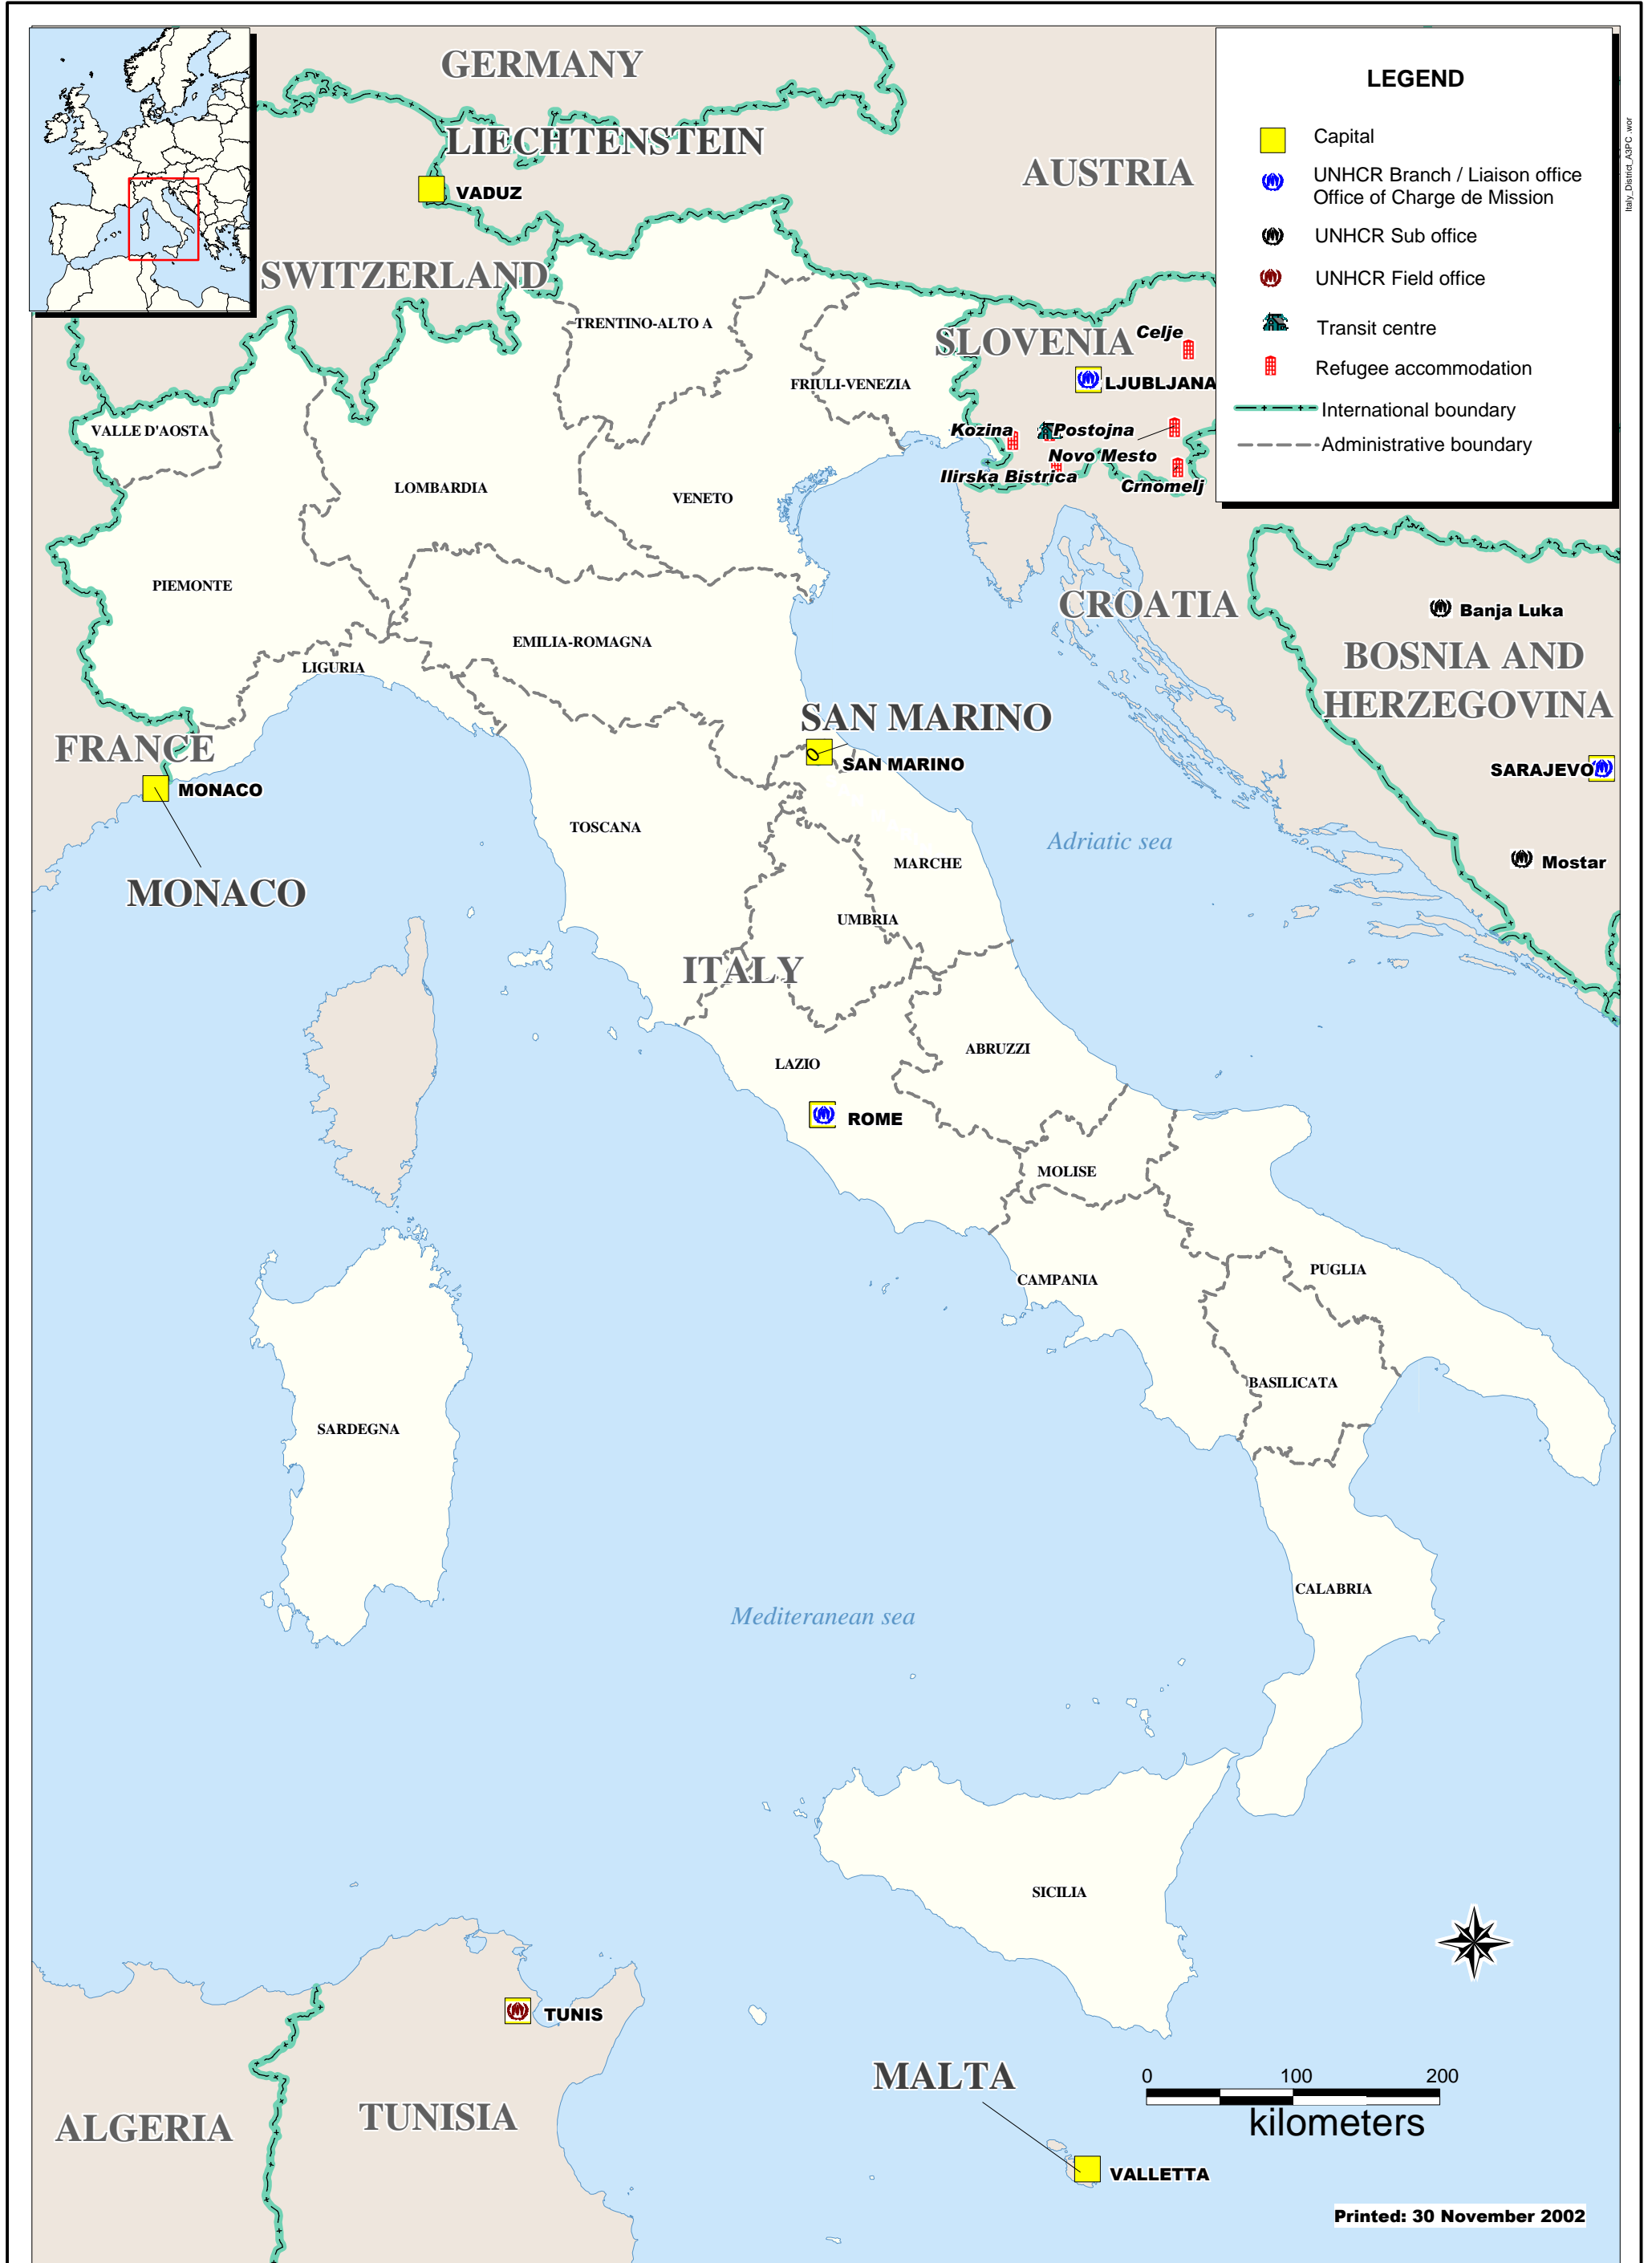 GERMANY
LIECHTENSTEIN
AUSTRIA
VADUZ
SWITZERLAND
LEGEND
Capital
UNHCR Branch / Liaison office
Office of Charge de Mission
UNHCR Sub office
UNHCR Field office
Transit centre
Refugee accommodation
International boundary
Administrative boundary
Italy_District_A3PC .wor
TRENTINO-ALTO A
SLOVENIA
Celje
FRIULI-VENEZIA
LJUBLJANA
VALLE D'AOSTA
Kozina
Postojna
Novo Mesto
Ilirska Bistrica
Crnomelj
LOMBARDIA
VENETO
PIEMONTE
CROATIA
Banja Luka
EMILIA-ROMAGNA
BOSNIA AND
HERZEGOVINA
LIGURIA
SAN MARINO
FRANCE
SAN MARINO
SARAJEVO
MONACO
TOSCANA
Adriatic sea
MARCHE
Mostar
MONACO
UMBRIA
ITALY
ABRUZZI
LAZIO
ROME
MOLISE
PUGLIA
CAMPANIA
BASILICATA
SARDEGNA
CALABRIA
Mediteranean sea
SICILIA
TUNIS
MALTA
0 100 200
kilometers
ALGERIA
TUNISIA
VALLETTA
Printed: 30 November 2002